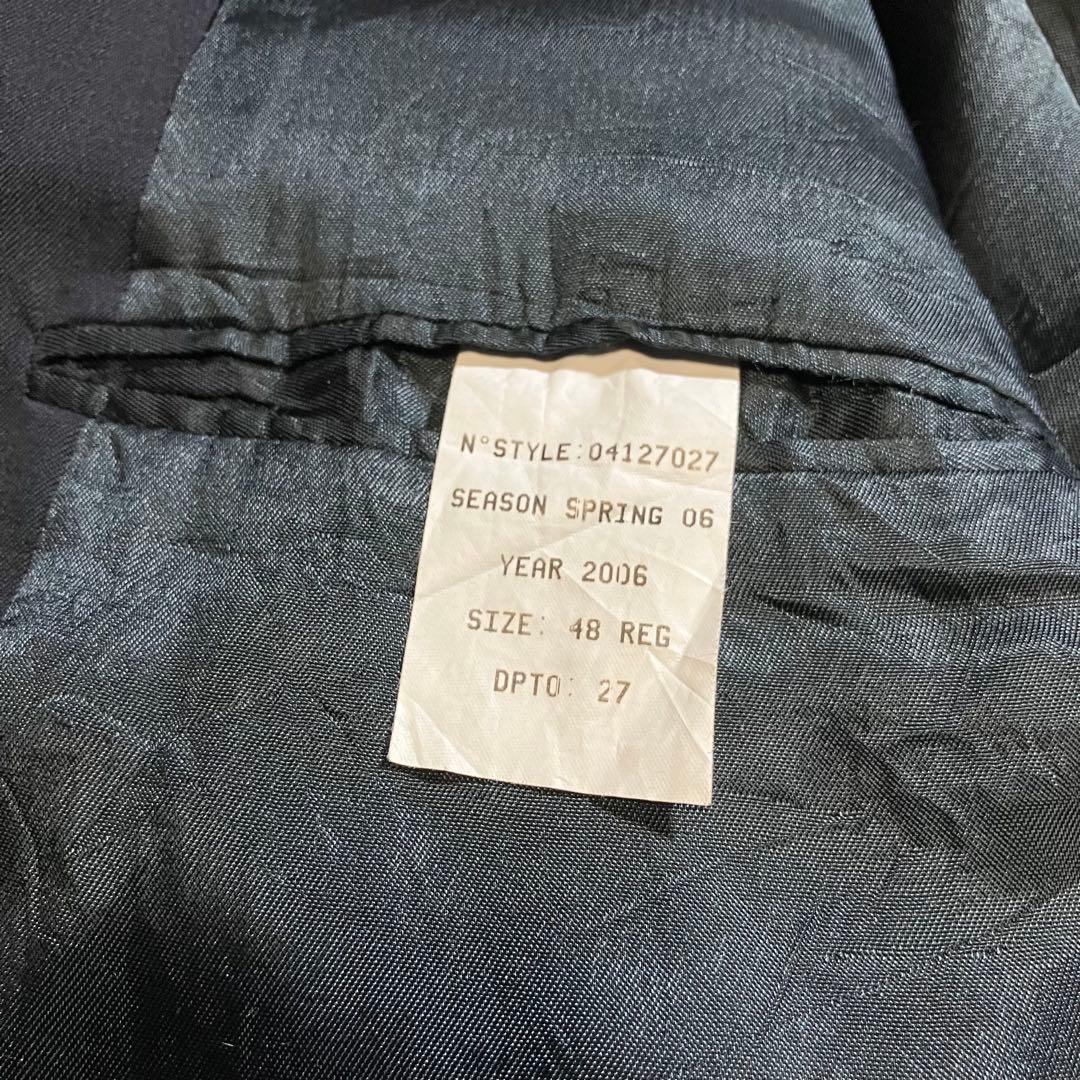 N°STYLE:04127027
SEASON SPRING 06
YEAR 2006
SIZE: 48 REG
DPTO: 27